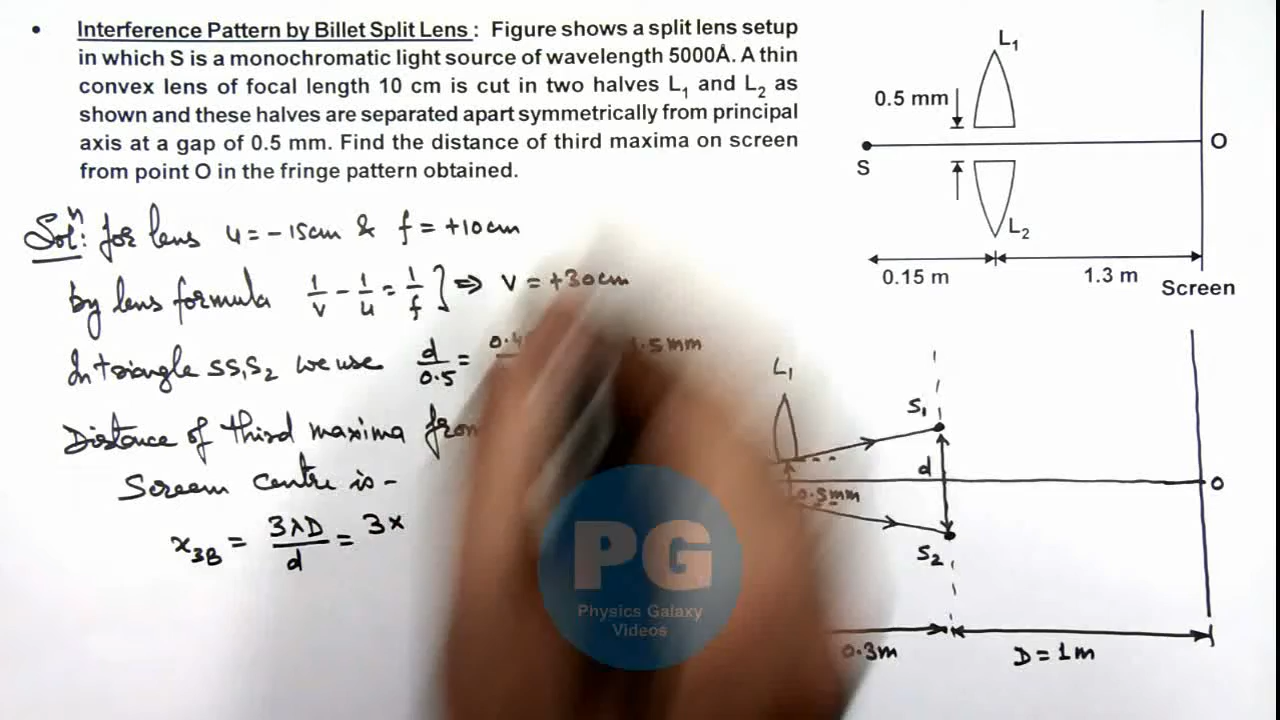 • Interference Pattern by Billet Split Lens : Figure shows a split lens setup
in which S is a monochromatic light source of wavelength 5000Å. A thin
convex lens of focal length 10 cm is cut in two halves L₁ and L₂ as
shown and these halves are separated apart symmetrically from principal
axis at a gap of 0.5 mm. Find the distance of third maxima on screen
from point O in the fringe pattern obtained.
L₁
0.5 mm
O
S
L₂
0.15 m
1.3 m
Screen
Solⁿ: for lens u = -15cm & f = +10cm
by lens formula 1/v - 1/u = 1/f ] ⇒ v = +30cm
In triangle SS₁S₂ we use d/0.5 =
Distance of third maxima from
Screen centre is -
x₃B = 3λD/d = 3×
L₁
S₁
d
O
0.5mm
S₂
0.3m
D = 1m
PG
Physics Galaxy
Videos